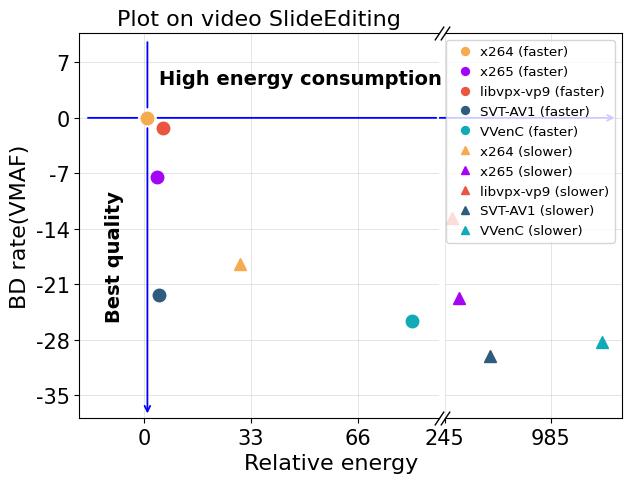 Plot on video SlideEditing
7
0
-7
-14
-21
-28
-35
BD rate(VMAF)
High energy consumption
Best quality
x264 (faster)
x265 (faster)
libvpx-vp9 (faster)
SVT-AV1 (faster)
VVenC (faster)
x264 (slower)
x265 (slower)
libvpx-vp9 (slower)
SVT-AV1 (slower)
VVenC (slower)
0 33 66 245 985
Relative energy